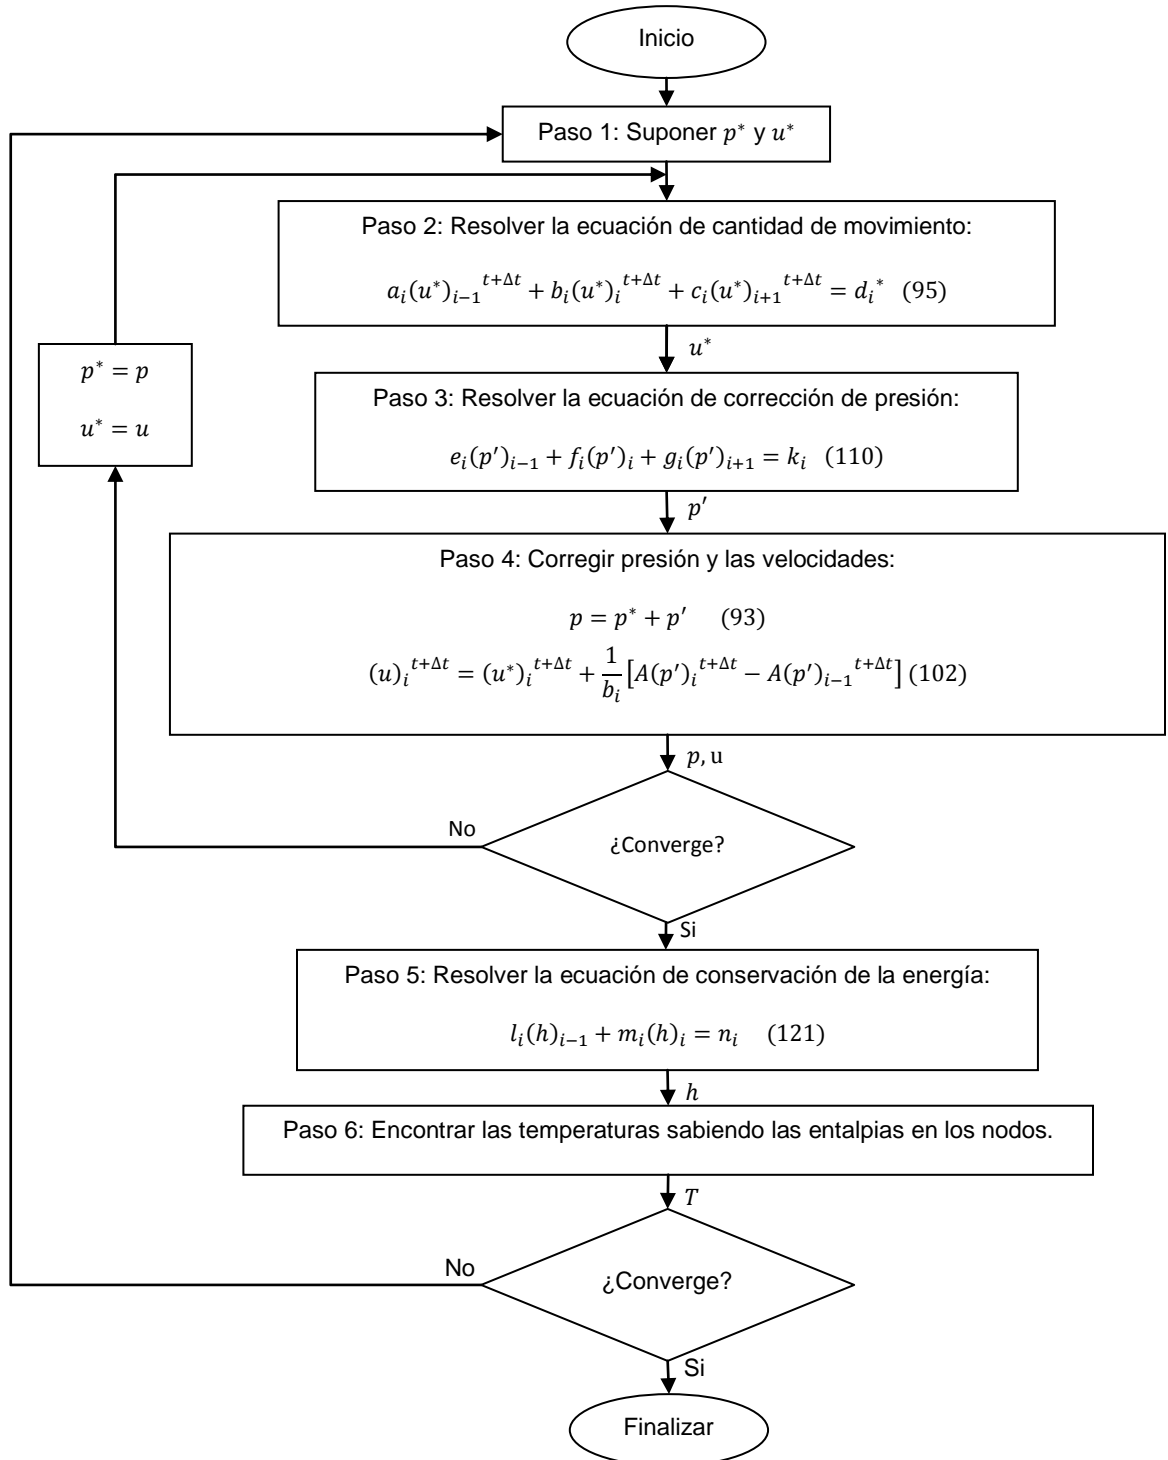 Inicio
Paso 1: Suponer p* y u*
Paso 2: Resolver la ecuación de cantidad de movimiento:
a_i(u*)_{i−1}^{t+Δt} + b_i(u*)_i^{t+Δt} + c_i(u*)_{i+1}^{t+Δt} = d_i* (95)
u*
p* = p
u* = u
Paso 3: Resolver la ecuación de corrección de presión:
e_i(p′)_{i−1} + f_i(p′)_i + g_i(p′)_{i+1} = k_i (110)
p′
Paso 4: Corregir presión y las velocidades:
p = p* + p′ (93)
(u)_i^{t+Δt} = (u*)_i^{t+Δt} + \frac{1}{b_i}[A(p′)_i^{t+Δt} − A(p′)_{i−1}^{t+Δt}] (102)
p, u
No
¿Converge?
Si
Paso 5: Resolver la ecuación de conservación de la energía:
l_i(h)_{i−1} + m_i(h)_i = n_i (121)
h
Paso 6: Encontrar las temperaturas sabiendo las entalpias en los nodos.
T
No
¿Converge?
Si
Finalizar